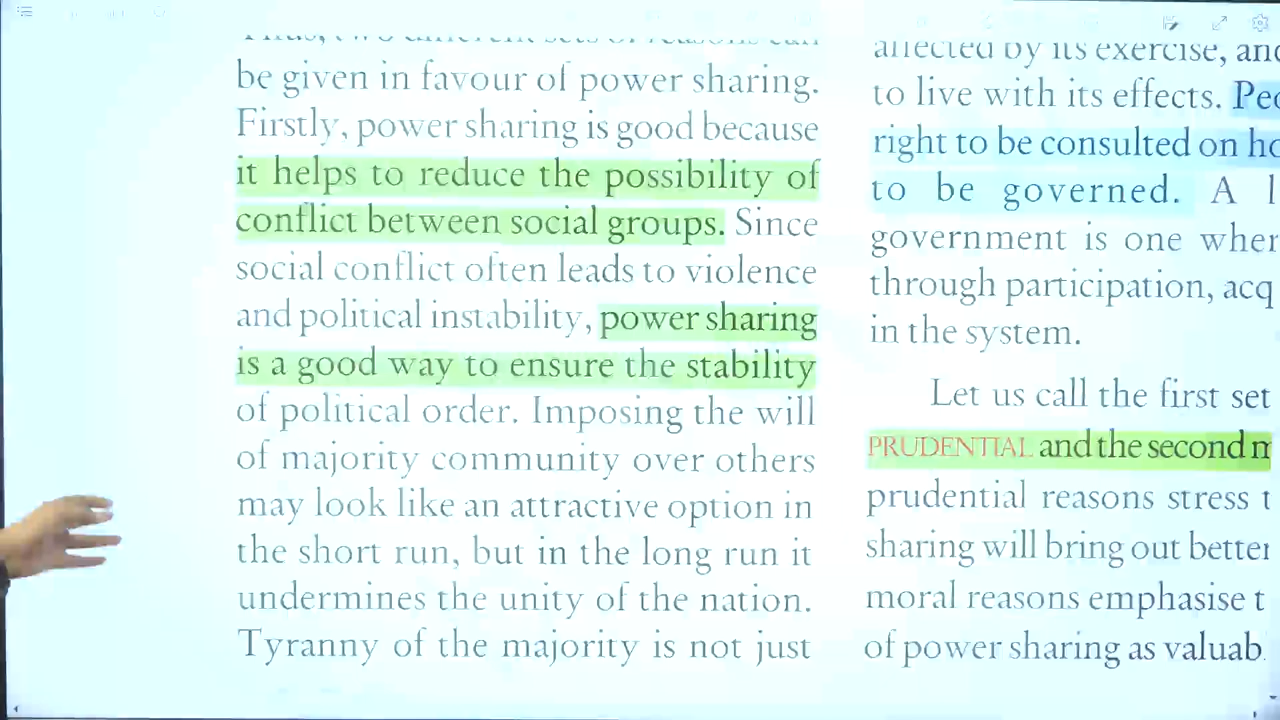 be given in favour of power sharing.
Firstly, power sharing is good because
it helps to reduce the possibility of
conflict between social groups. Since
social conflict often leads to violence
and political instability, power sharing
is a good way to ensure the stability
of political order. Imposing the will
of majority community over others
may look like an attractive option in
the short run, but in the long run it
undermines the unity of the nation.
Tyranny of the majority is not just
affected by its exercise, and
to live with its effects.
right to be consulted on
to be governed. A
government is one
through participation,
in the system.
Let us call the first set
PRUDENTIAL and the second
prudential reasons stress
sharing will bring out better
moral reasons emphasise
of power sharing as